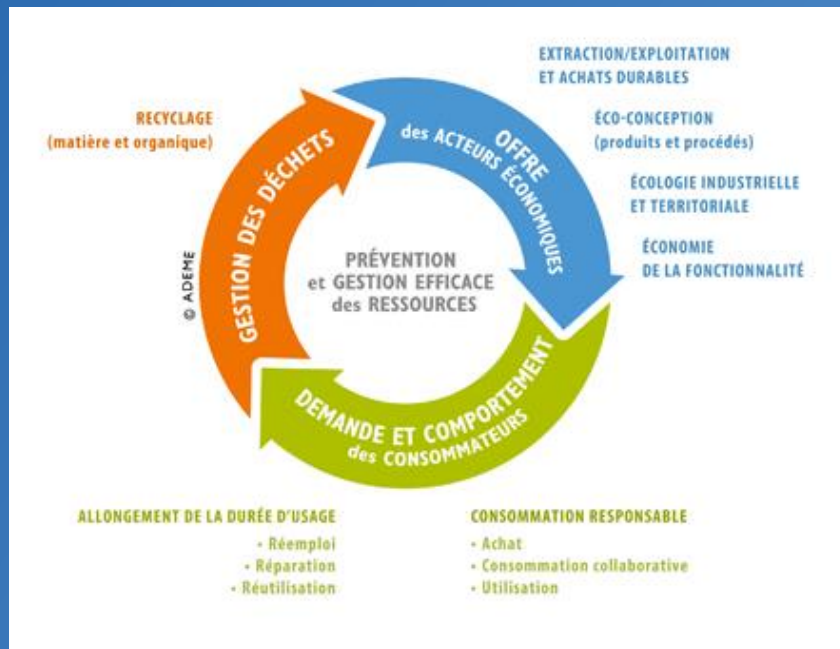 EXTRACTION/EXPLOITATION
ET ACHATS DURABLES
ÉCO-CONCEPTION
(produits et procédés)
ÉCOLOGIE INDUSTRIELLE
ET TERRITORIALE
ÉCONOMIE
DE LA FONCTIONNALITÉ
RECYCLAGE
(matière et organique)
OFFRE
des ACTEURS ÉCONOMIQUES
GESTION DES DÉCHETS
PRÉVENTION
et GESTION EFFICACE
des RESSOURCES
© ADEME
DEMANDE ET COMPORTEMENT
des CONSOMMATEURS
ALLONGEMENT DE LA DURÉE D'USAGE
• Réemploi
• Réparation
• Réutilisation
CONSOMMATION RESPONSABLE
• Achat
• Consommation collaborative
• Utilisation